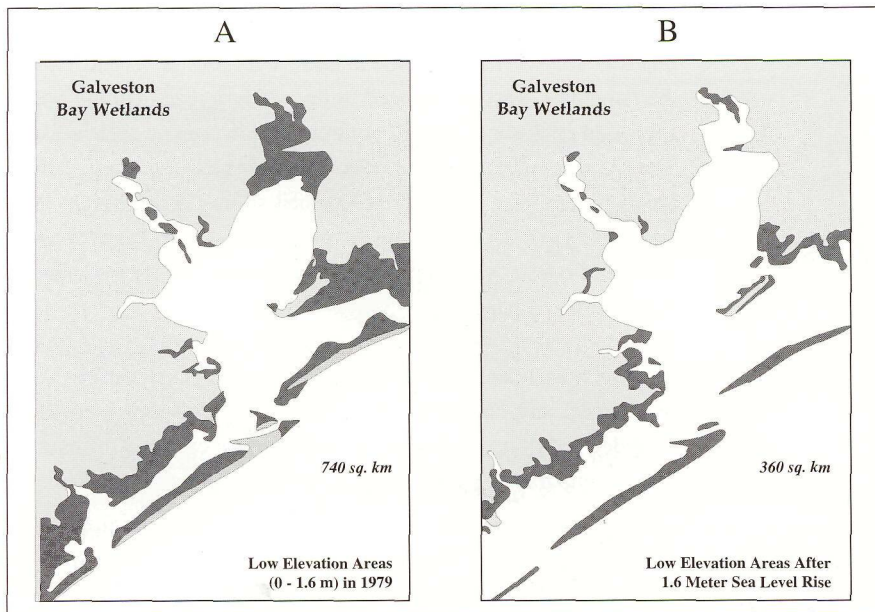 A
Galveston
Bay Wetlands
740 sq. km
Low Elevation Areas
(0 - 1.6 m) in 1979
B
Galveston
Bay Wetlands
360 sq. km
Low Elevation Areas After
1.6 Meter Sea Level Rise